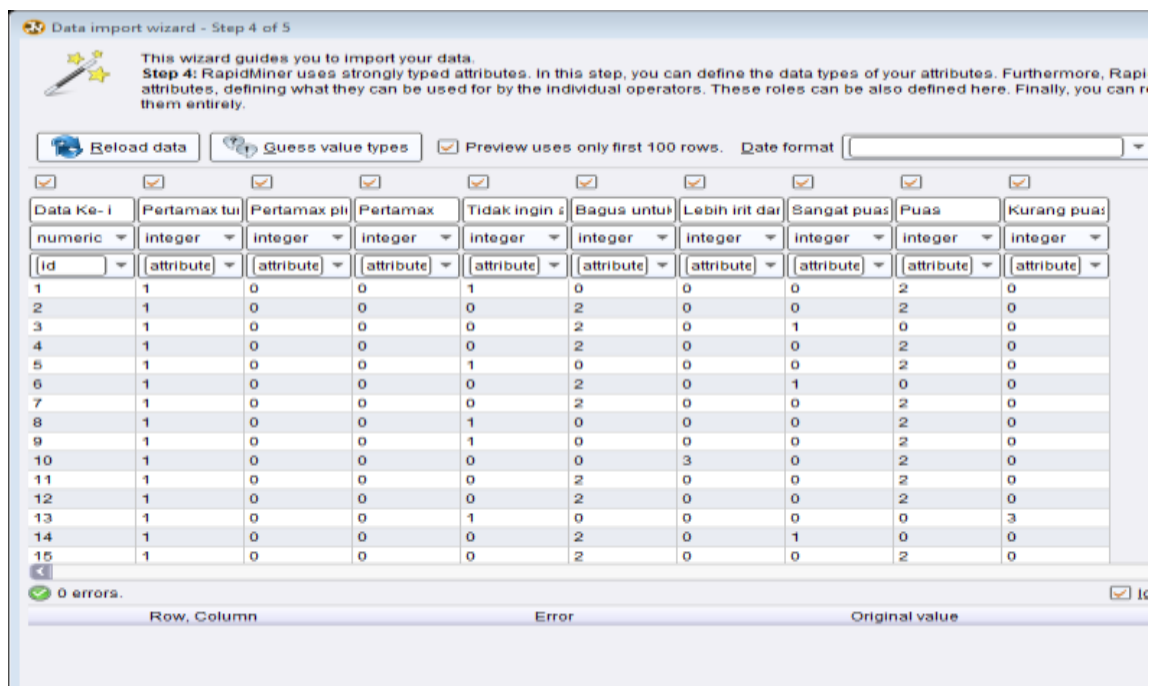 Data import wizard - Step 4 of 5
This wizard guides you to import your data.
Step 4: RapidMiner uses strongly typed attributes. In this step, you can define the data types of your attributes. Furthermore, Rapi
attributes, defining what they can be used for by the individual operators. These roles can be also defined here. Finally, you can r
them entirely.
Reload data Guess value types Preview uses only first 100 rows. Date format
Data Ke- i Pertamax tu Pertamax pl Pertamax Tidak ingin Bagus untuk Lebih irit dar Sangat puas Puas Kurang puas
numeric integer integer integer integer integer integer integer integer integer
id attribute attribute attribute attribute attribute attribute attribute attribute attribute
1 1 0 0 1 0 0 0 2 0
2 1 0 0 0 2 0 0 2 0
3 1 0 0 0 2 0 1 0 0
4 1 0 0 0 2 0 0 2 0
5 1 0 0 1 0 0 0 2 0
6 1 0 0 0 2 0 1 0 0
7 1 0 0 0 2 0 0 2 0
8 1 0 0 1 0 0 0 2 0
9 1 0 0 1 0 0 0 2 0
10 1 0 0 0 0 3 0 2 0
11 1 0 0 0 2 0 0 2 0
12 1 0 0 0 2 0 0 2 0
13 1 0 0 1 0 0 0 0 3
14 1 0 0 0 2 0 1 0 0
15 1 0 0 0 2 0 0 2 0
0 errors.
Row, Column Error Original value